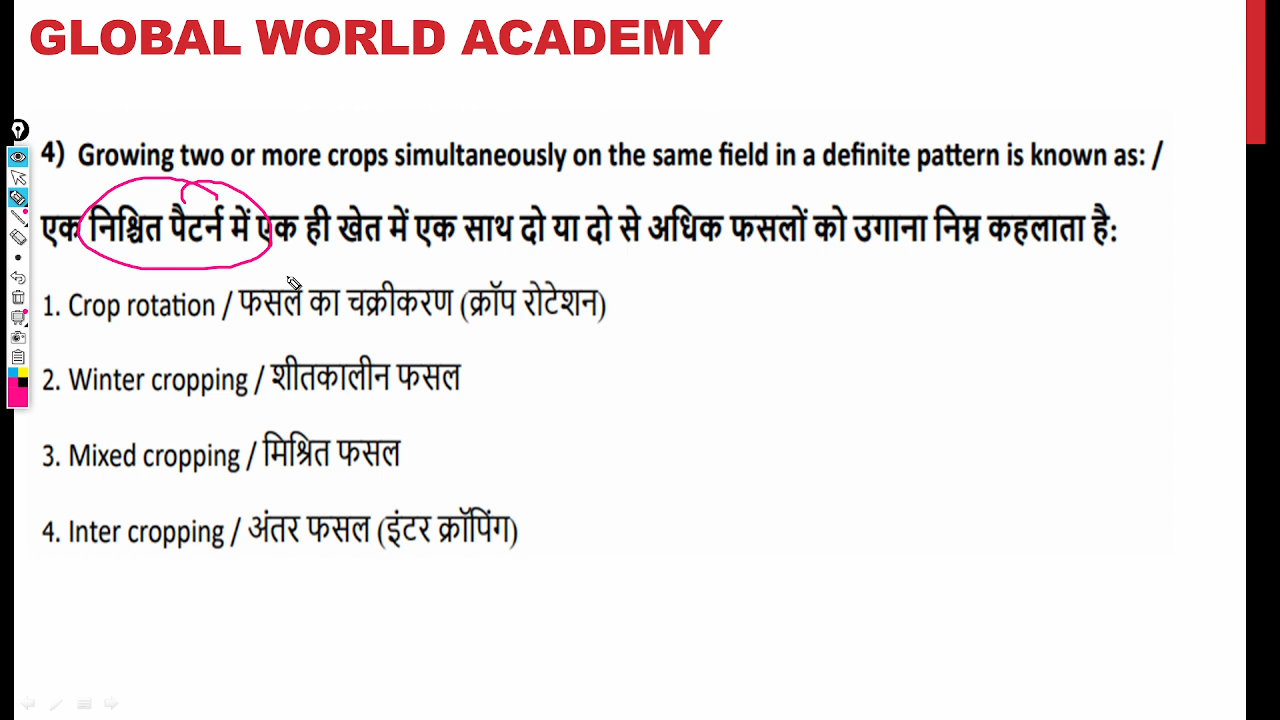 GLOBAL WORLD ACADEMY
4) Growing two or more crops simultaneously on the same field in a definite pattern is known as: /
एक निश्चित पैटर्न में एक ही खेत में एक साथ दो या दो से अधिक फसलों को उगाना निम्न कहलाता है:
1. Crop rotation / फसल का चक्रीकरण (क्रॉप रोटेशन)
2. Winter cropping / शीतकालीन फसल
3. Mixed cropping / मिश्रित फसल
4. Inter cropping / अंतर फसल (इंटर क्रॉपिंग)